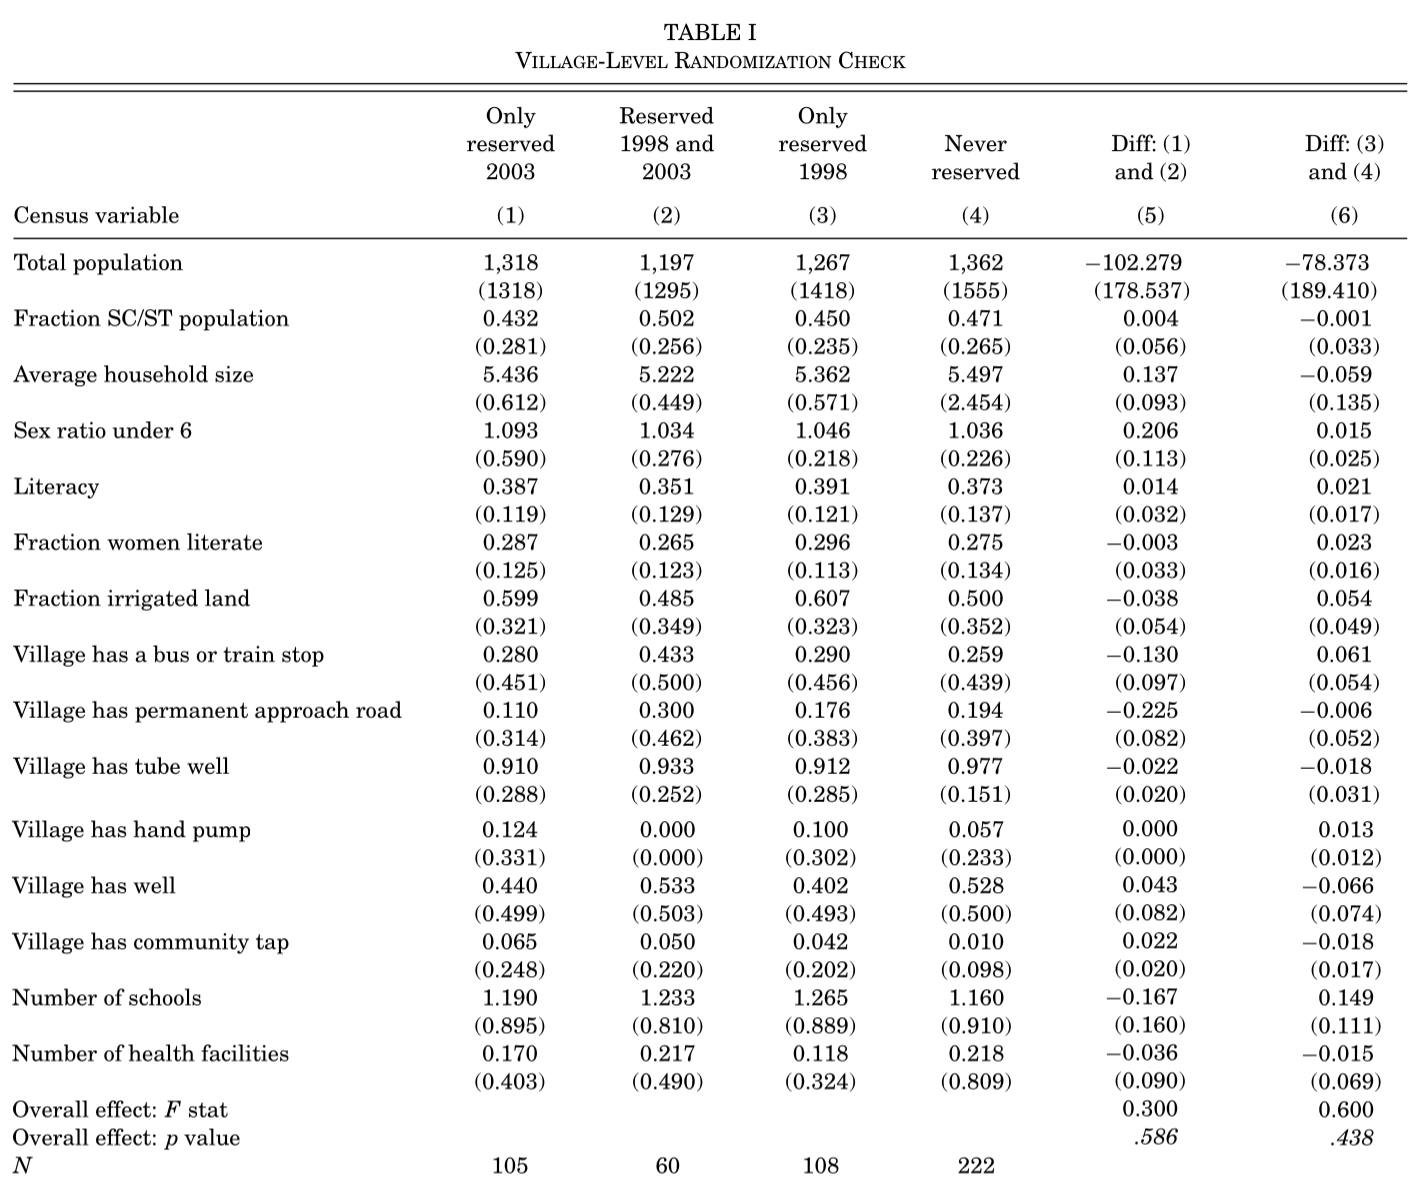 TABLE I
VILLAGE-LEVEL RANDOMIZATION CHECK
Only Reserved Only
reserved 1998 and reserved Never Diff: (1) Diff: (3)
2003 2003 1998 reserved and (2) and (4)
Census variable (1) (2) (3) (4) (5) (6)
Total population 1,318 1,197 1,267 1,362 −102.279 −78.373
(1318) (1295) (1418) (1555) (178.537) (189.410)
Fraction SC/ST population 0.432 0.502 0.450 0.471 0.004 −0.001
(0.281) (0.256) (0.235) (0.265) (0.056) (0.033)
Average household size 5.436 5.222 5.362 5.497 0.137 −0.059
(0.612) (0.449) (0.571) (2.454) (0.093) (0.135)
Sex ratio under 6 1.093 1.034 1.046 1.036 0.206 0.015
(0.590) (0.276) (0.218) (0.226) (0.113) (0.025)
Literacy 0.387 0.351 0.391 0.373 0.014 0.021
(0.119) (0.129) (0.121) (0.137) (0.032) (0.017)
Fraction women literate 0.287 0.265 0.296 0.275 −0.003 0.023
(0.125) (0.123) (0.113) (0.134) (0.033) (0.016)
Fraction irrigated land 0.599 0.485 0.607 0.500 −0.038 0.054
(0.321) (0.349) (0.323) (0.352) (0.054) (0.049)
Village has a bus or train stop 0.280 0.433 0.290 0.259 −0.130 0.061
(0.451) (0.500) (0.456) (0.439) (0.097) (0.054)
Village has permanent approach road 0.110 0.300 0.176 0.194 −0.225 −0.006
(0.314) (0.462) (0.383) (0.397) (0.082) (0.052)
Village has tube well 0.910 0.933 0.912 0.977 −0.022 −0.018
(0.288) (0.252) (0.285) (0.151) (0.020) (0.031)
Village has hand pump 0.124 0.000 0.100 0.057 0.000 0.013
(0.331) (0.000) (0.302) (0.233) (0.000) (0.012)
Village has well 0.440 0.533 0.402 0.528 0.043 −0.066
(0.499) (0.503) (0.493) (0.500) (0.082) (0.074)
Village has community tap 0.065 0.050 0.042 0.010 0.022 −0.018
(0.248) (0.220) (0.202) (0.098) (0.020) (0.017)
Number of schools 1.190 1.233 1.265 1.160 −0.167 0.149
(0.895) (0.810) (0.889) (0.910) (0.160) (0.111)
Number of health facilities 0.170 0.217 0.118 0.218 −0.036 −0.015
(0.403) (0.490) (0.324) (0.809) (0.090) (0.069)
Overall effect: F stat 0.300 0.600
Overall effect: p value .586 .438
N 105 60 108 222